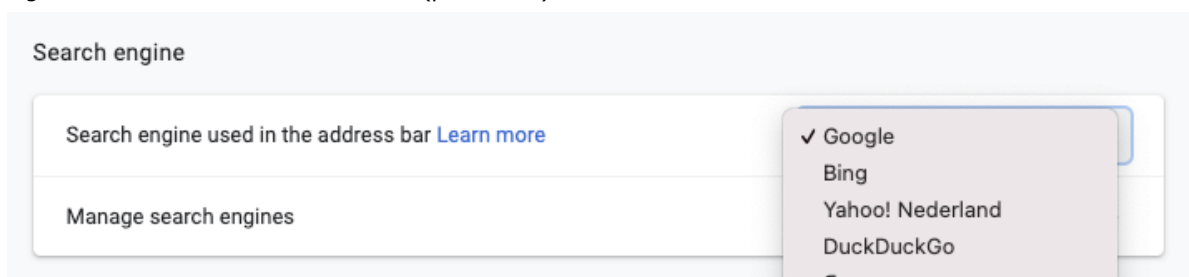 Search engine
Search engine used in the address bar Learn more
✓ Google
Bing
Yahoo! Nederland
DuckDuckGo
Manage search engines